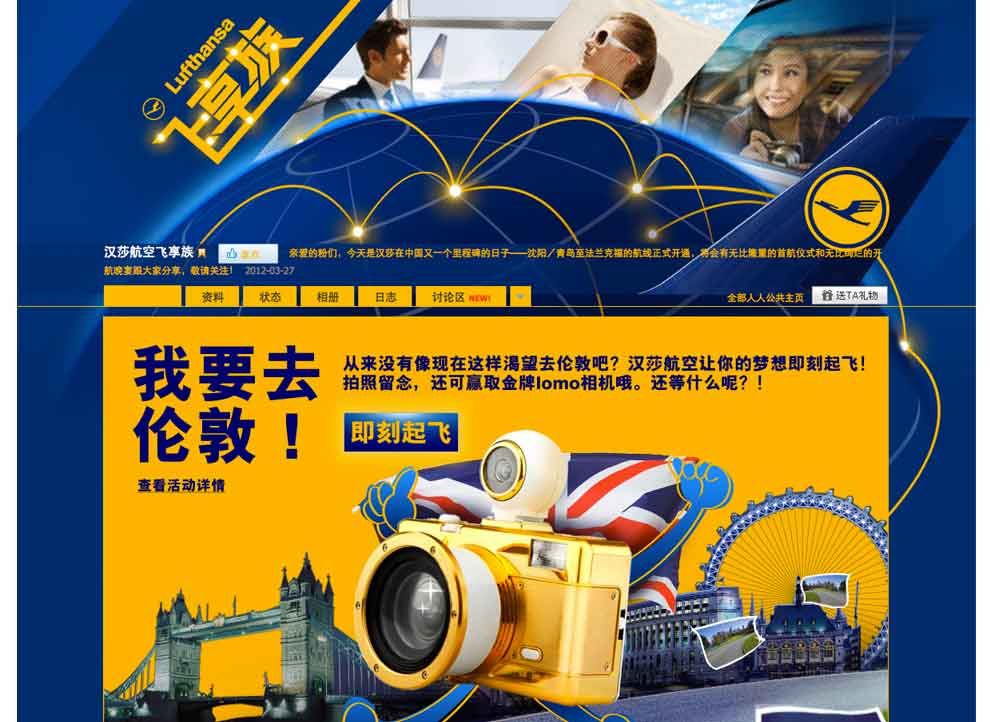 Lufthansa
飞享族
汉莎航空飞享族
喜欢
亲爱的粉们，今天是汉莎在中国又一个里程碑的日子——沈阳／青岛至法兰克福的航线正式开通，将会有无比隆重的首航仪式和无比绚烂的开
航晚宴跟大家分享，敬请关注！ 2012-03-27
资料 状态 相册 日志 讨论区 NEW!
全部人人公共主页 送TA礼物
我要去
伦敦！
从来没有像现在这样渴望去伦敦吧？汉莎航空让你的梦想即刻起飞！
拍照留念，还可赢取金牌lomo相机哦。还等什么呢？！
即刻起飞
查看活动详情